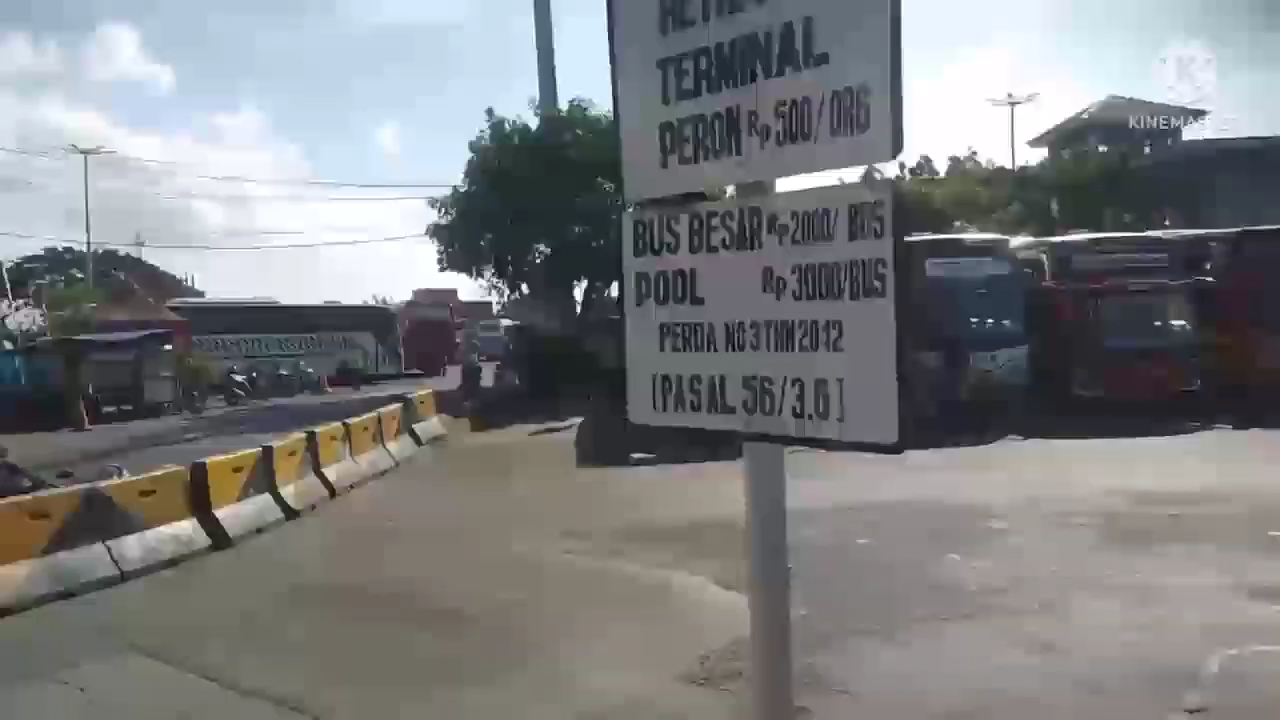 TERMINAL
PERON Rp 500/ORG
BUS BESAR Rp 2000/ BUS
POOL Rp 3000/BUS
PERDA NO 3 THN 2012
[PASAL 56/3.6]
KINEMAS